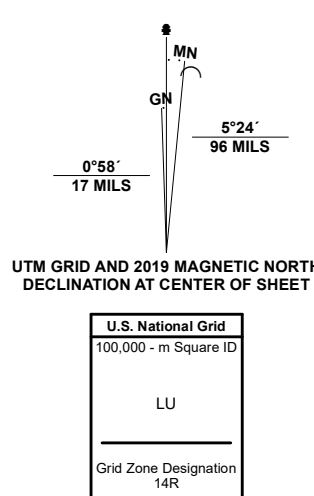 MN
GN
5°24´
96 MILS
0°58´
17 MILS
UTM GRID AND 2019 MAGNETIC NORTH
DECLINATION AT CENTER OF SHEET
U.S. National Grid
100,000 - m Square ID
LU
Grid Zone Designation
14R